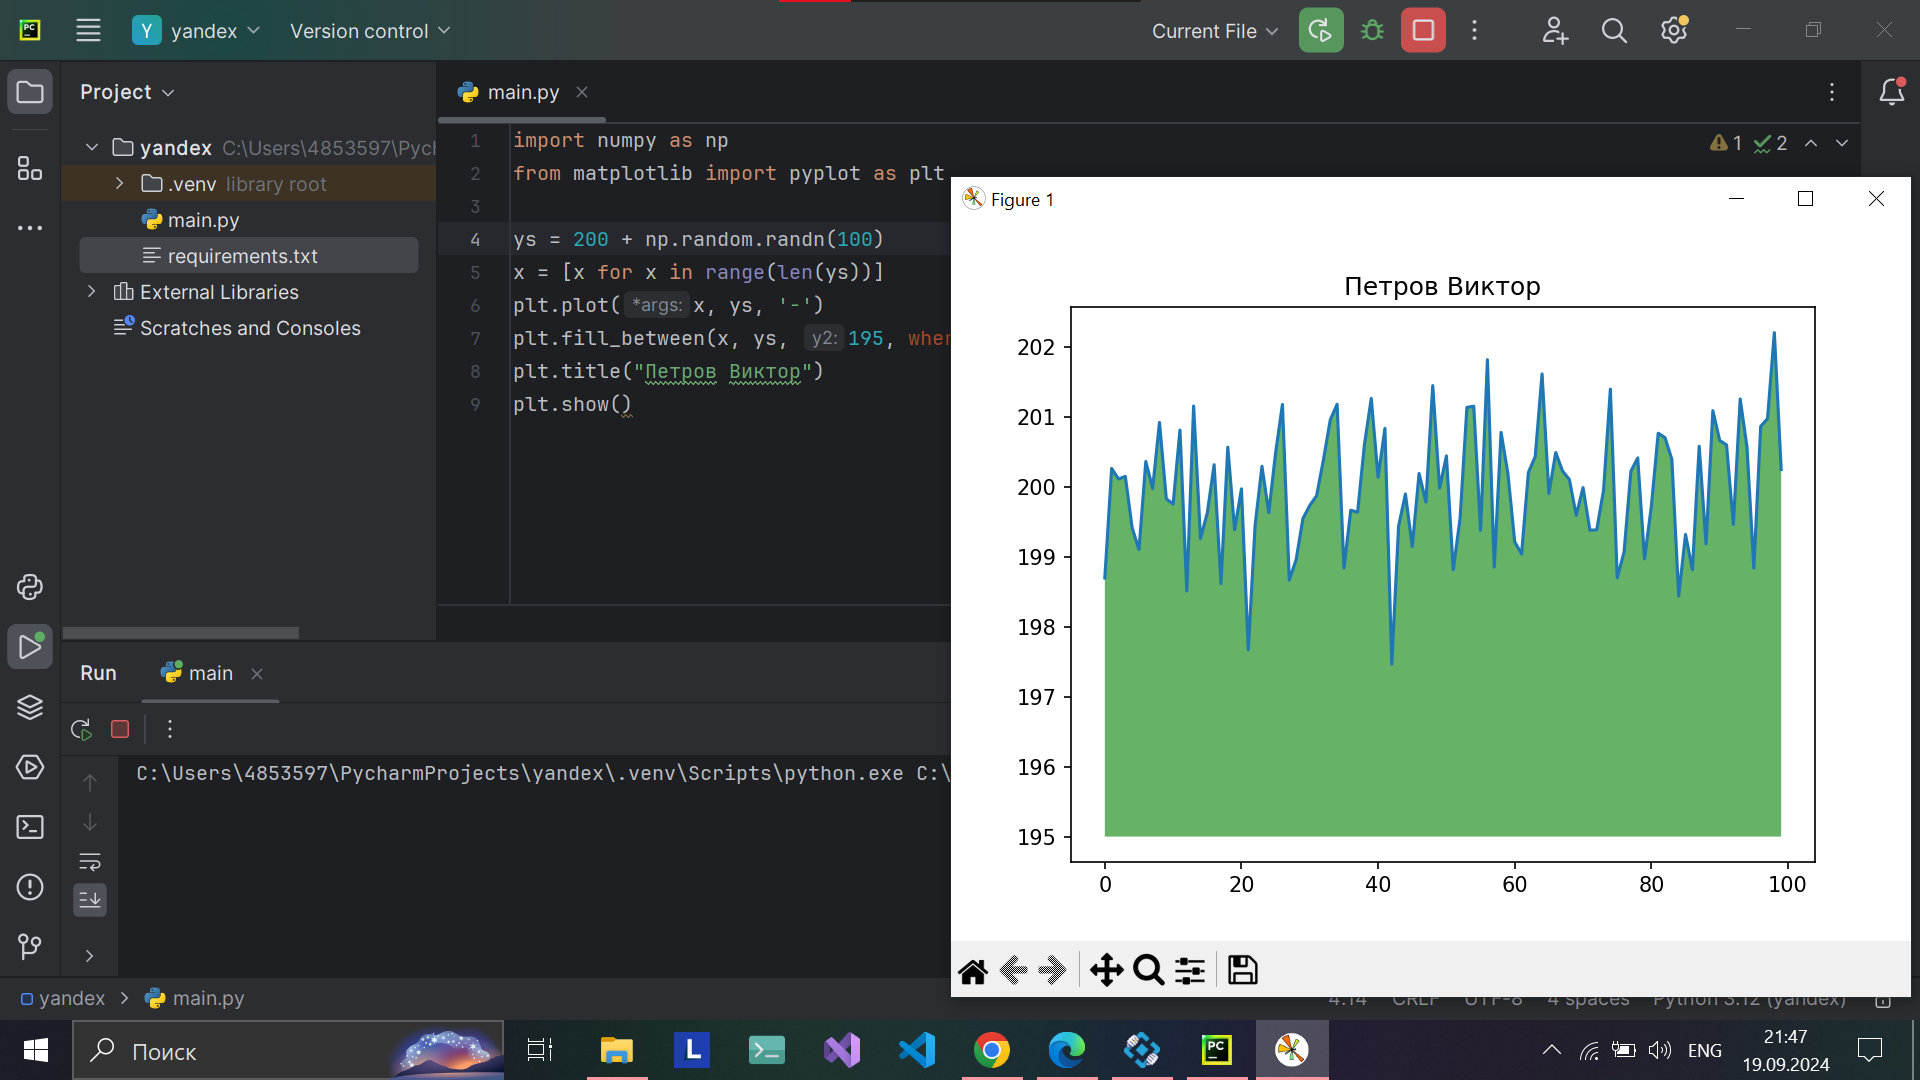 yandex
Version control
Current File
Project
main.py
yandex C:\Users\4853597\Pych
.venv library root
main.py
requirements.txt
External Libraries
Scratches and Consoles
1 import numpy as np
2 from matplotlib import pyplot as plt
3
4 ys = 200 + np.random.randn(100)
5 x = [x for x in range(len(ys))]
6 plt.plot( *args: x, ys, '-')
7 plt.fill_between(x, ys, y2: 195, wher
8 plt.title("Петров Виктор")
9 plt.show()
1 2
Figure 1
Петров Виктор
202
201
200
199
198
197
196
195
0 20 40 60 80 100
Run
main
C:\Users\4853597\PycharmProjects\yandex\.venv\Scripts\python.exe C:\
yandex
main.py
4:14 CRLF UTF-8 4 spaces Python 3.12 (yandex)
Поиск
ENG
21:47
19.09.2024